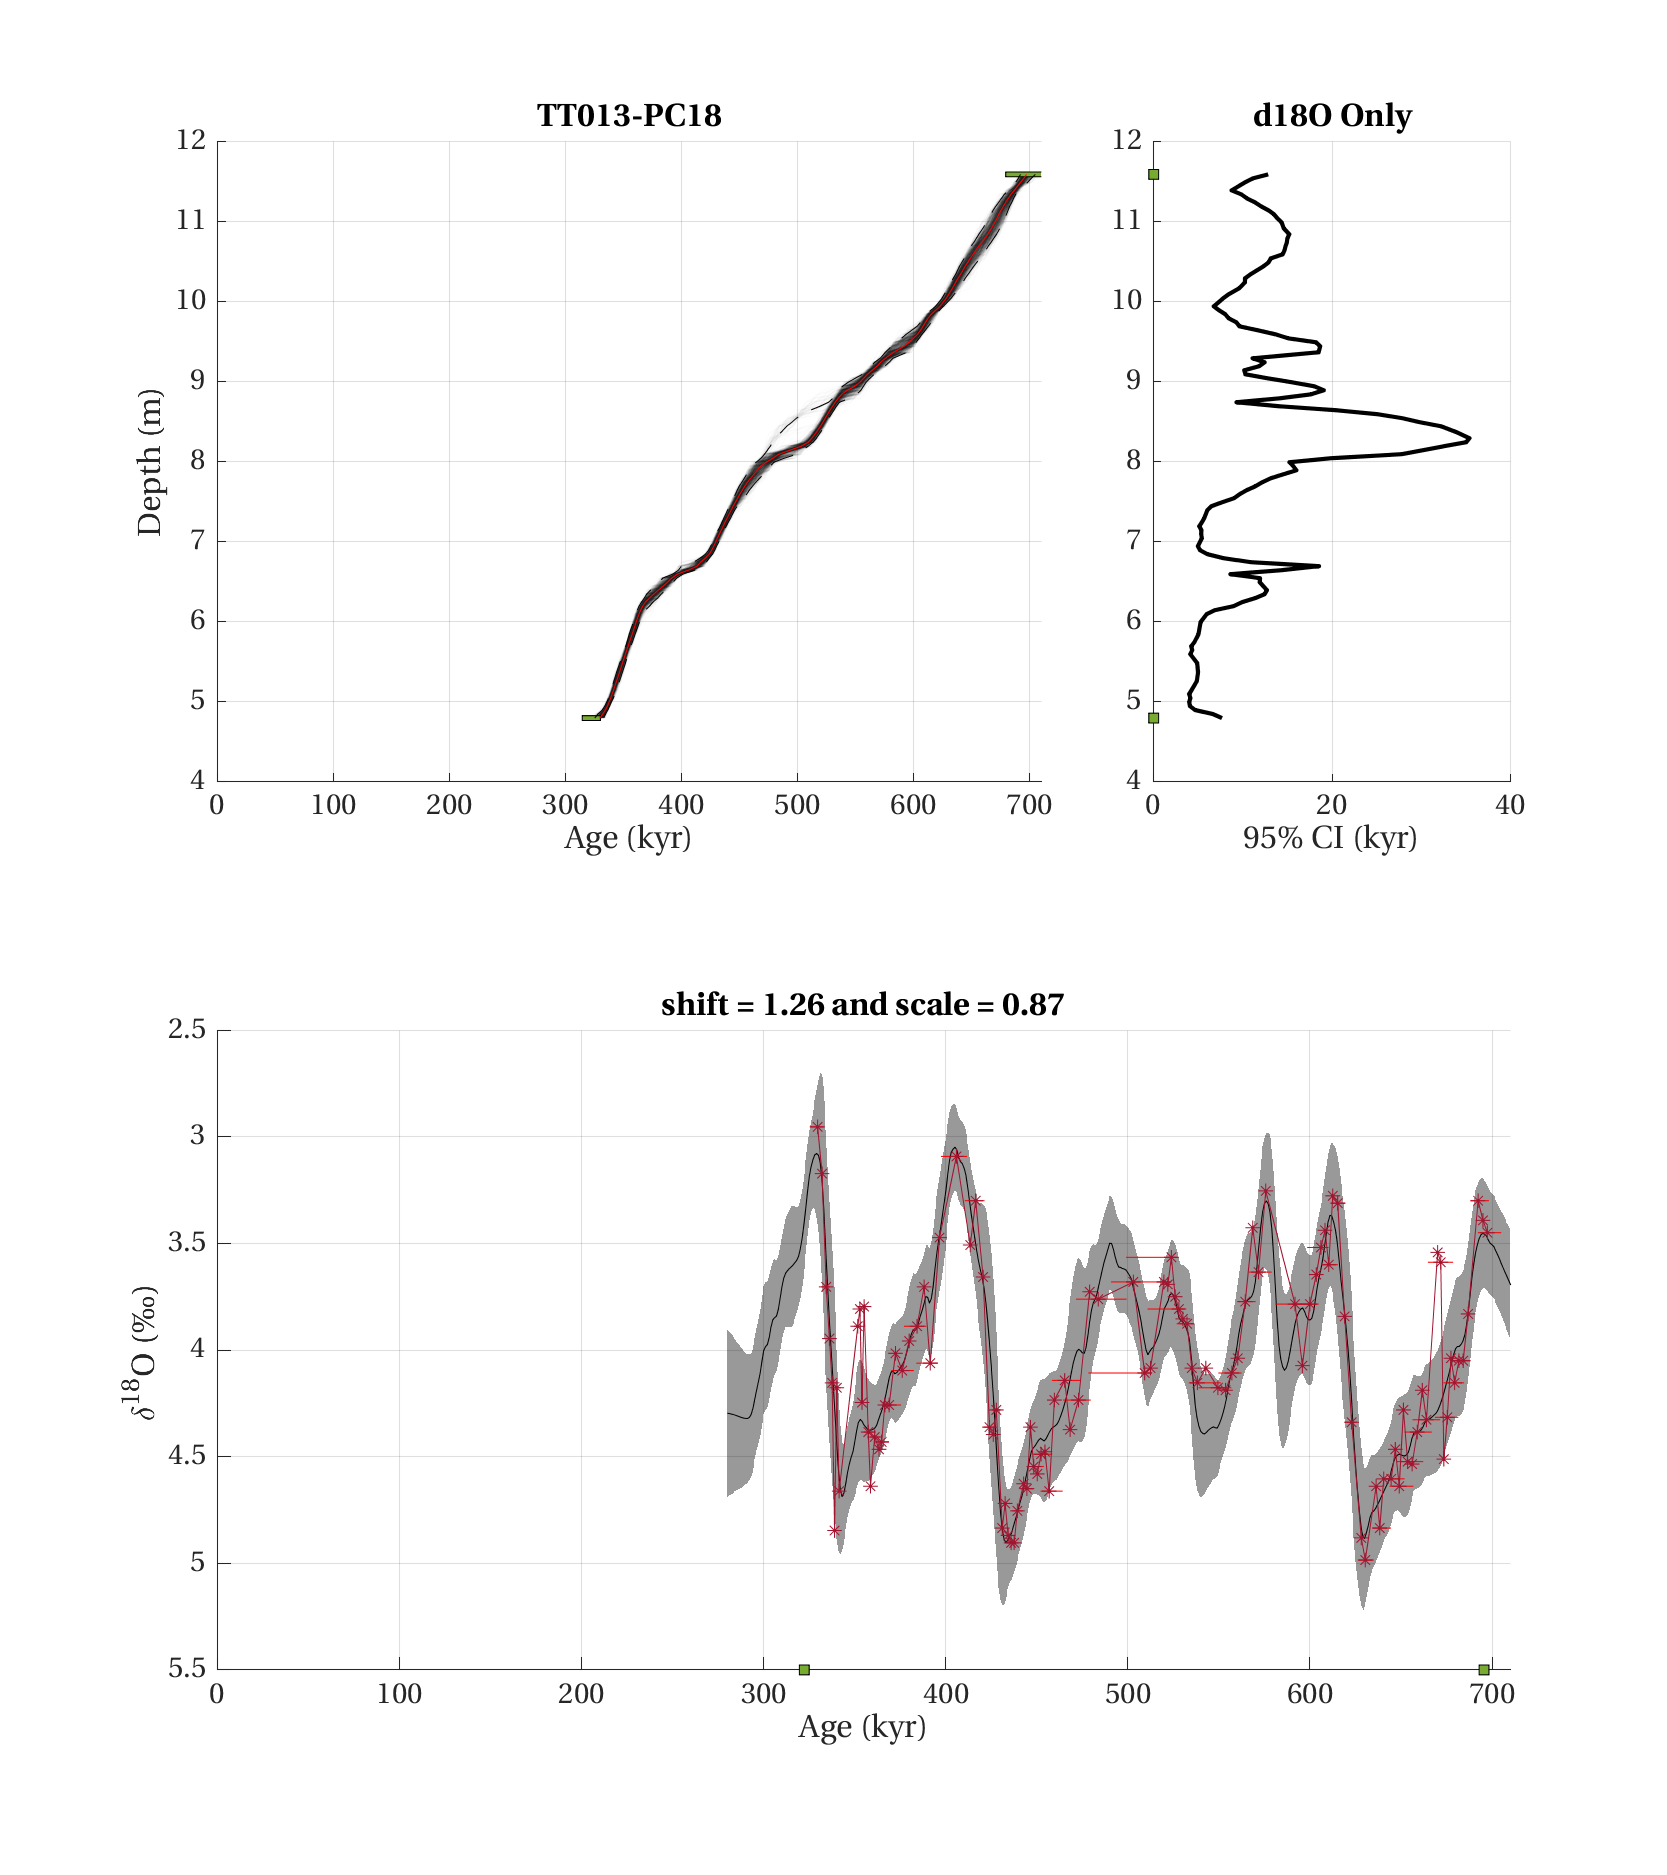 TT013-PC18
12
11
10
9
8
7
6
5
4
Depth (m)
0 100 200 300 400 500 600 700
Age (kyr)
d18O Only
12
11
10
9
8
7
6
5
4
0 20 40
95% CI (kyr)
shift = 1.26 and scale = 0.87
2.5
3
3.5
4
4.5
5
5.5
δ¹⁸O (‰)
0 100 200 300 400 500 600 700
Age (kyr)